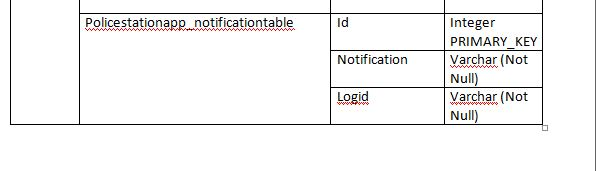 Policestationapp_notificationtable Id Integer
PRIMARY_KEY
Notification Varchar (Not
Null)
Logid Varchar (Not
Null)